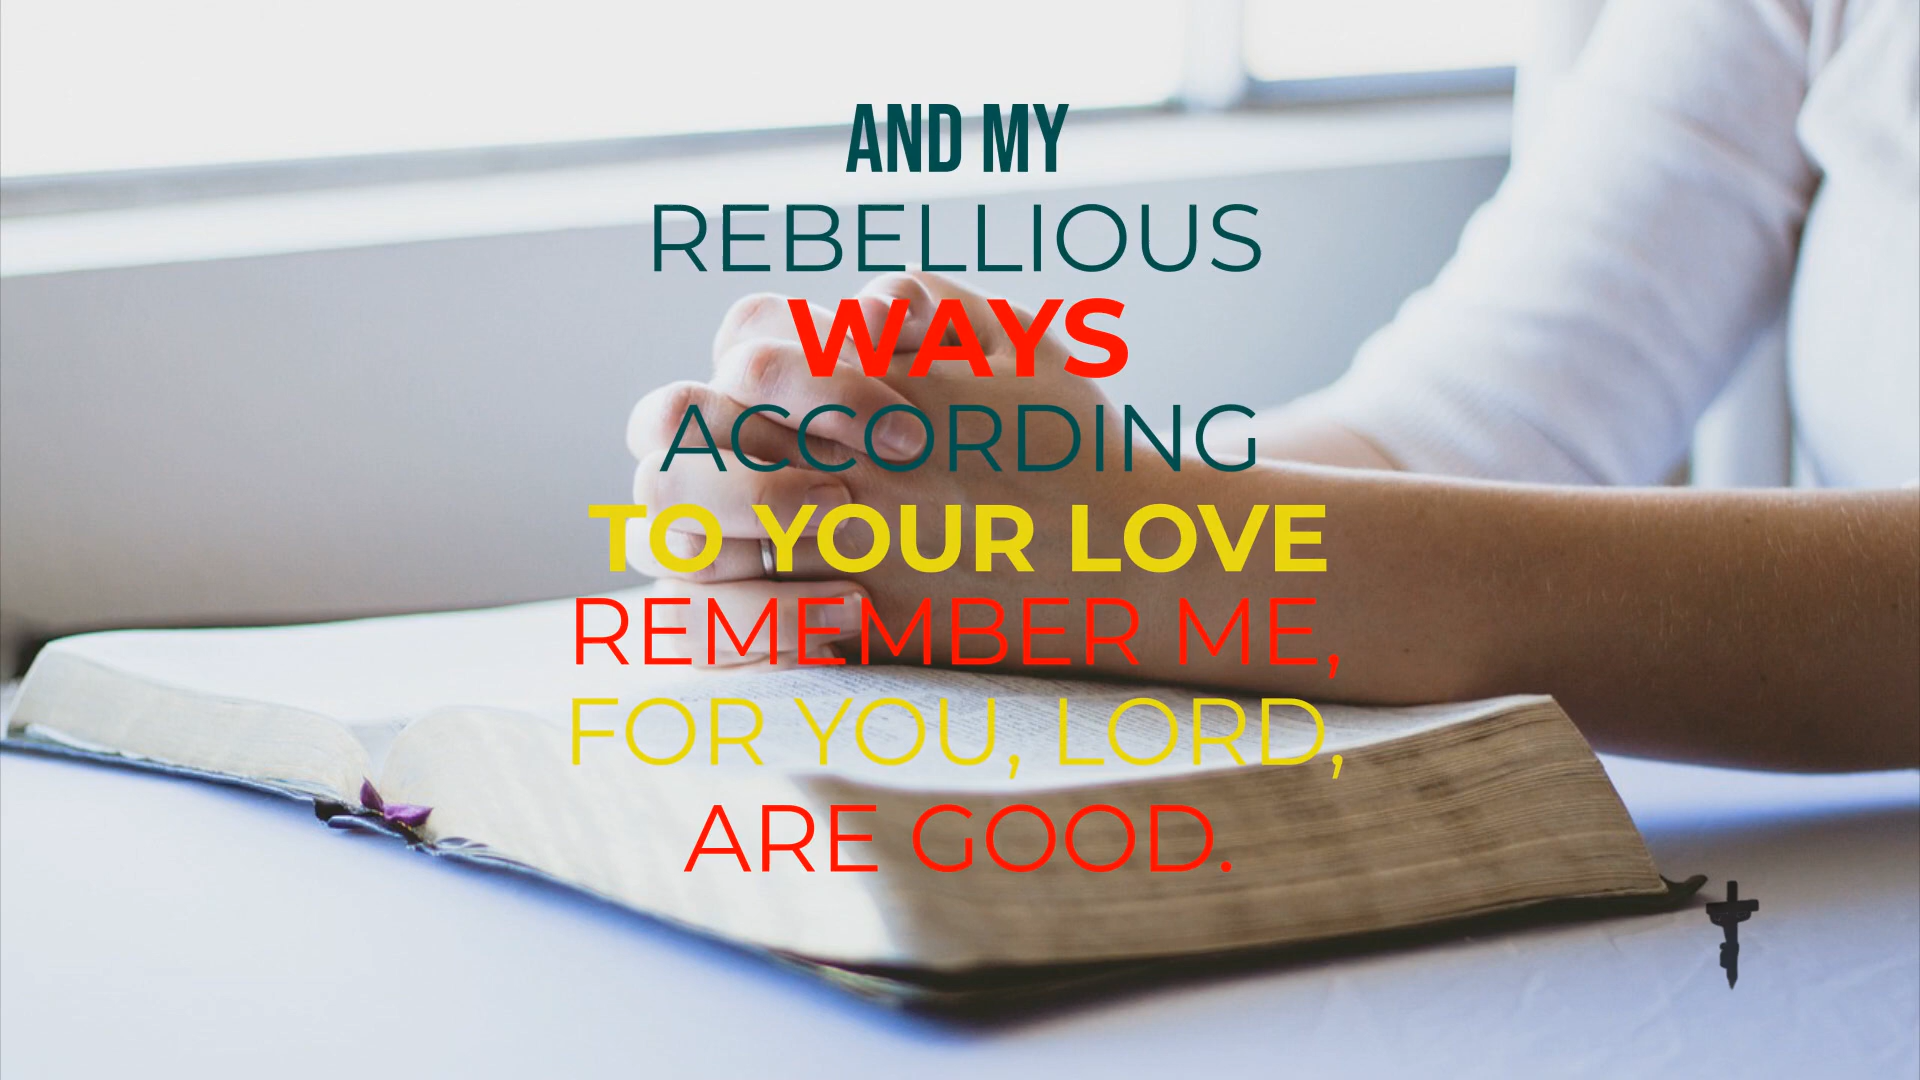 AND MY
REBELLIOUS
WAYS
ACCORDING
TO YOUR LOVE
REMEMBER ME,
FOR YOU, LORD,
ARE GOOD.